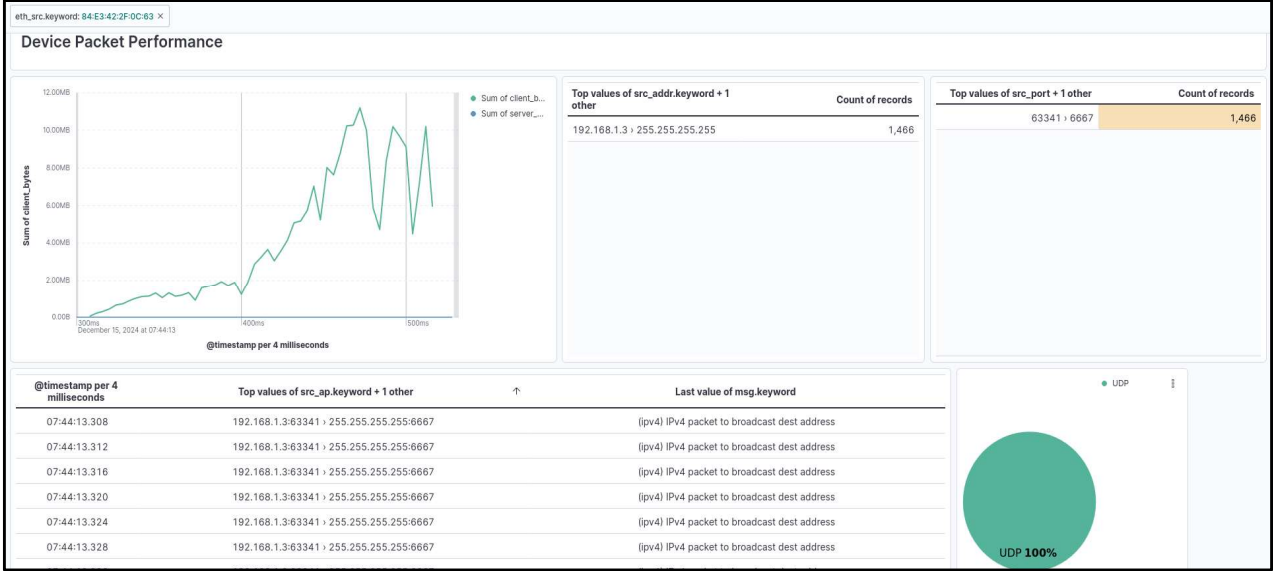 eth_src.keyword: 84:E3:42:2F:0C:63 ×
Device Packet Performance
12.00MB
10.00MB
8.00MB
6.00MB
4.00MB
2.00MB
0.00B
Sum of client_bytes
300ms
400ms
500ms
December 15, 2024 at 07:44:13
@timestamp per 4 milliseconds
Sum of client_b...
Sum of server_...
Top values of src_addr.keyword + 1 other
Count of records
192.168.1.3 › 255.255.255.255 1,466
Top values of src_port + 1 other Count of records
63341 › 6667 1,466
@timestamp per 4 milliseconds
Top values of src_ap.keyword + 1 other ↑
Last value of msg.keyword
07:44:13.308 192.168.1.3:63341 › 255.255.255.255:6667 (ipv4) IPv4 packet to broadcast dest address
07:44:13.312 192.168.1.3:63341 › 255.255.255.255:6667 (ipv4) IPv4 packet to broadcast dest address
07:44:13.316 192.168.1.3:63341 › 255.255.255.255:6667 (ipv4) IPv4 packet to broadcast dest address
07:44:13.320 192.168.1.3:63341 › 255.255.255.255:6667 (ipv4) IPv4 packet to broadcast dest address
07:44:13.324 192.168.1.3:63341 › 255.255.255.255:6667 (ipv4) IPv4 packet to broadcast dest address
07:44:13.328 192.168.1.3:63341 › 255.255.255.255:6667 (ipv4) IPv4 packet to broadcast dest address
UDP
UDP 100%